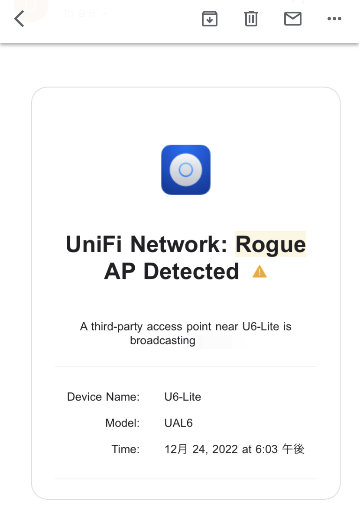 UniFi Network: Rogue
AP Detected
A third-party access point near U6-Lite is
broadcasting
Device Name: U6-Lite
Model: UAL6
Time: 12月 24, 2022 at 6:03 午後